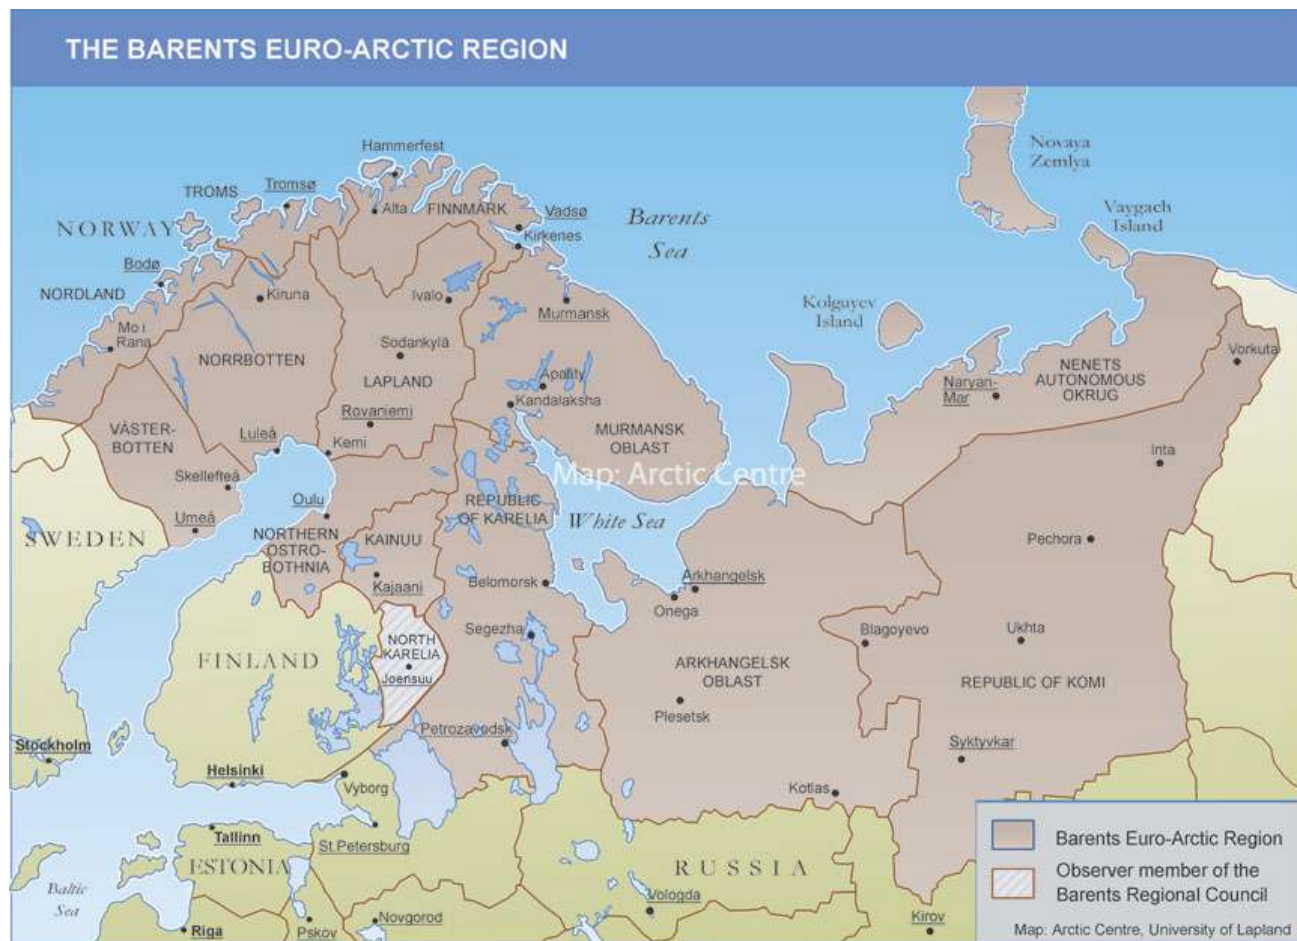 THE BARENTS EURO-ARCTIC REGION
Hammerfest
Novaya
Zemlya
TROMS
Tromsø
Alta
FINNMARK
Vadsø
Kirkenes
Barents
Sea
Vaygach
Island
NORWAY
Bodø
NORDLAND
Kiruna
Ivalo
Murmansk
Kolguyev
Island
Mo i
Rana
NORRBOTTEN
Sodankylä
LAPLAND
Apatity
Kandalaksha
Naryan-
Mar
NENETS
AUTONOMOUS
OKRUG
Vorkuta
Rovaniemi
VÄSTER-
BOTTEN
Luleå
Kemi
MURMANSK
OBLAST
Inta
Map: Arctic Centre
Skellefteå
Oulu
REPUBLIC
OF KARELIA
White Sea
Umeå
SWEDEN
NORTHERN
OSTRO-
BOTHNIA
KAINUU
Pechora
Kajaani
Belomorsk
Arkhangelsk
Onega
Segezha
Blagoyevo
Ukhta
FINLAND
NORTH
KARELIA
Joensuu
ARKHANGELSK
OBLAST
REPUBLIC OF KOMI
Plesetsk
Petrozavodsk
Syktyvkar
Stockholm
Helsinki
Vyborg
Kotlas
Tallinn
St Petersburg
ESTONIA
RUSSIA
Baltic
Sea
Vologda
Novgorod
Riga
Pskov
Kirov
Barents Euro-Arctic Region
Observer member of the
Barents Regional Council
Map: Arctic Centre, University of Lapland